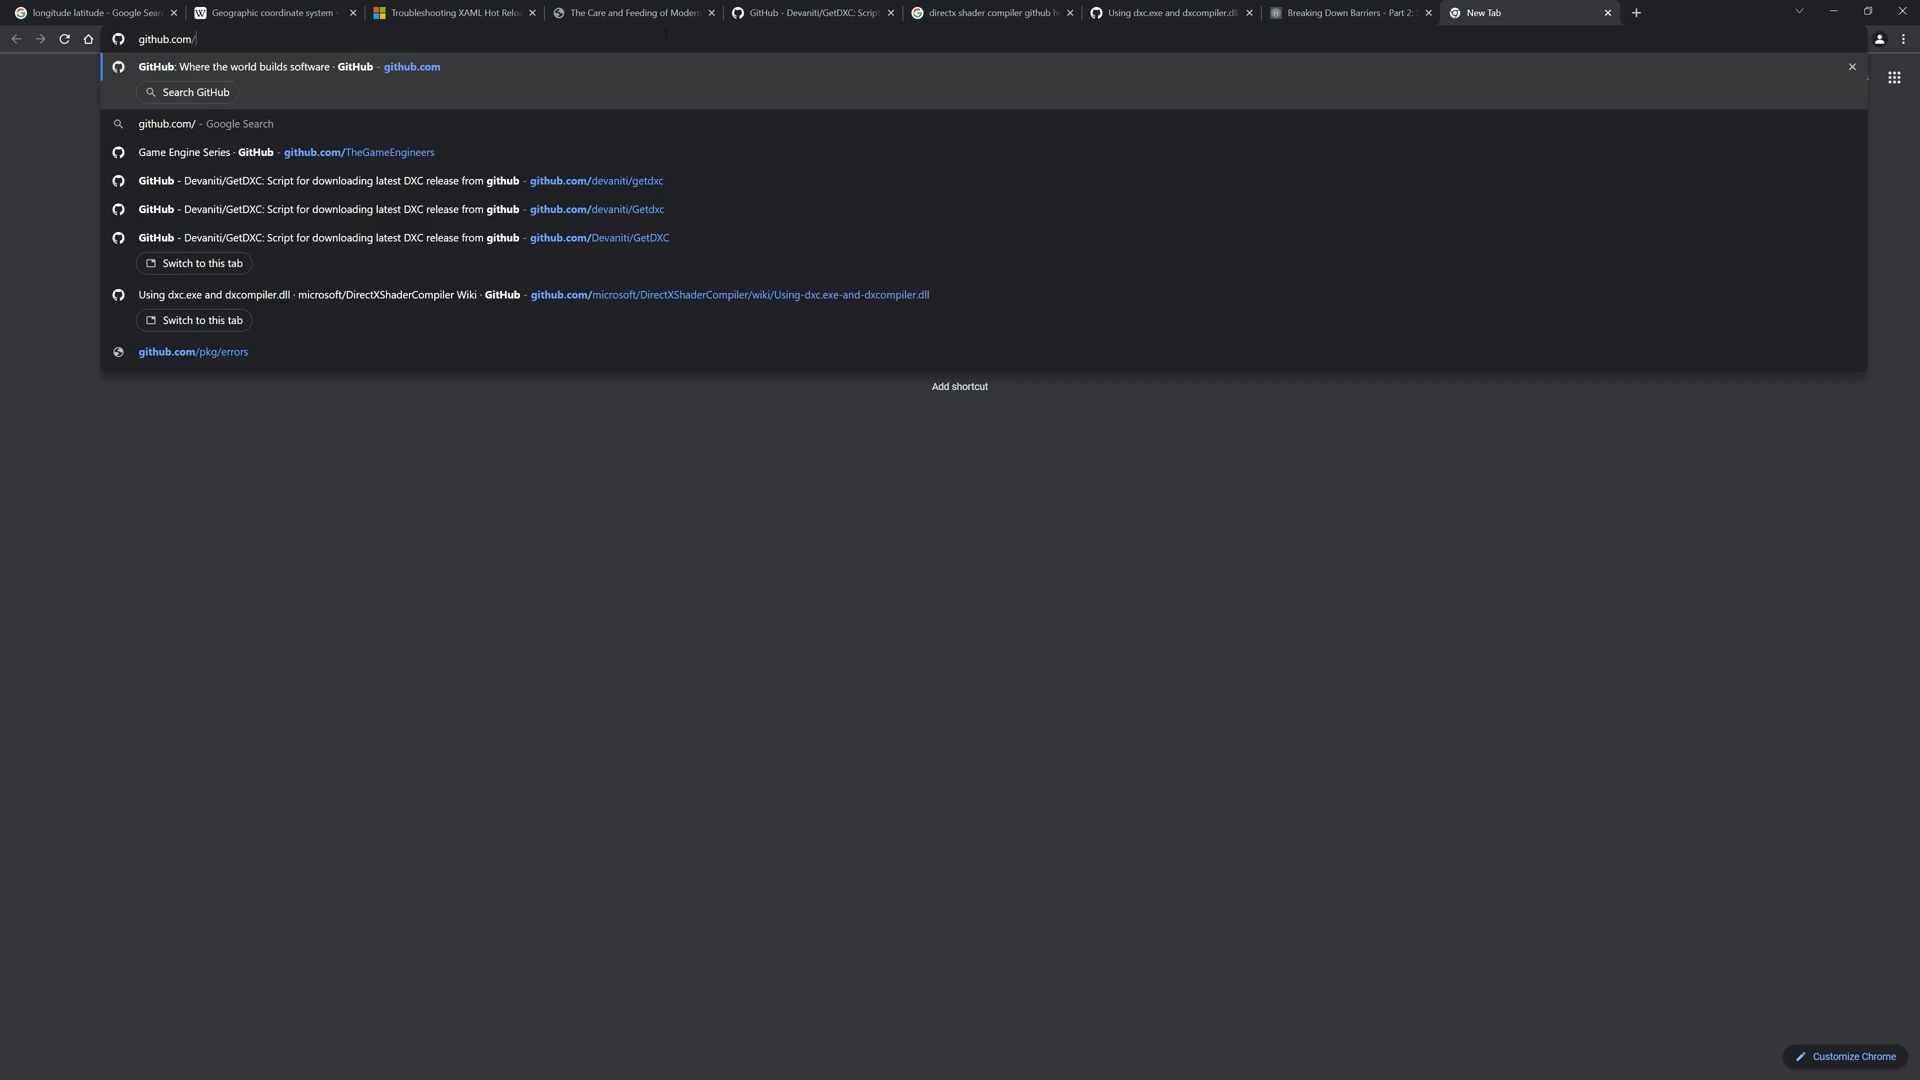 longitude latitude - Google Sear
Geographic coordinate system -
Troubleshooting XAML Hot Relo
The Care and Feeding of Modern
GitHub - Devaniti/GetDXC: Script
directx shader compiler github h
Using dxc.exe and dxcompiler.dll
Breaking Down Barriers - Part 2:
New Tab
github.com/
GitHub: Where the world builds software · GitHub - github.com
Search GitHub
github.com/ - Google Search
Game Engine Series · GitHub - github.com/TheGameEngineers
GitHub - Devaniti/GetDXC: Script for downloading latest DXC release from github - github.com/devaniti/getdxc
GitHub - Devaniti/GetDXC: Script for downloading latest DXC release from github - github.com/devaniti/Getdxc
GitHub - Devaniti/GetDXC: Script for downloading latest DXC release from github - github.com/Devaniti/GetDXC
Switch to this tab
Using dxc.exe and dxcompiler.dll · microsoft/DirectXShaderCompiler Wiki · GitHub - github.com/microsoft/DirectXShaderCompiler/wiki/Using-dxc.exe-and-dxcompiler.dll
Switch to this tab
github.com/pkg/errors
Add shortcut
Customize Chrome